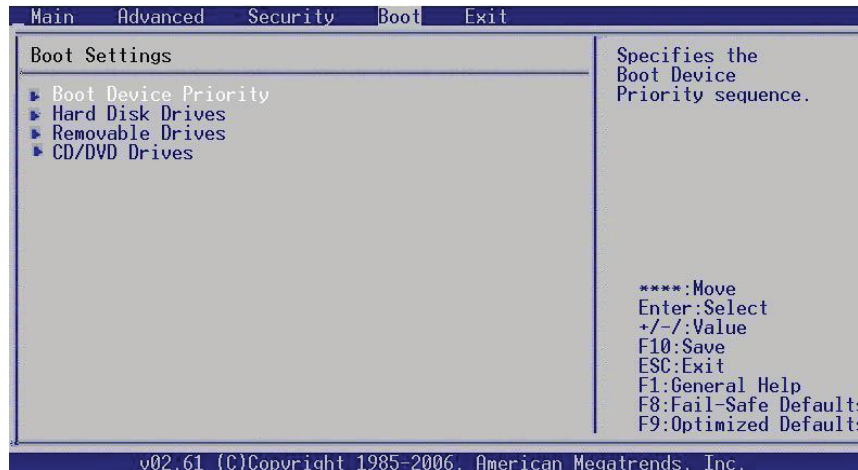 Main Advanced Security Boot Exit
Boot Settings
Boot Device Priority
Hard Disk Drives
Removable Drives
CD/DVD Drives
Specifies the
Boot Device
Priority sequence.
****:Move
Enter:Select
+/-/:Value
F10:Save
ESC:Exit
F1:General Help
F8:Fail-Safe Defaults
F9:Optimized Defaults
v02.61 (C)Copyright 1985-2006, American Megatrends, Inc.